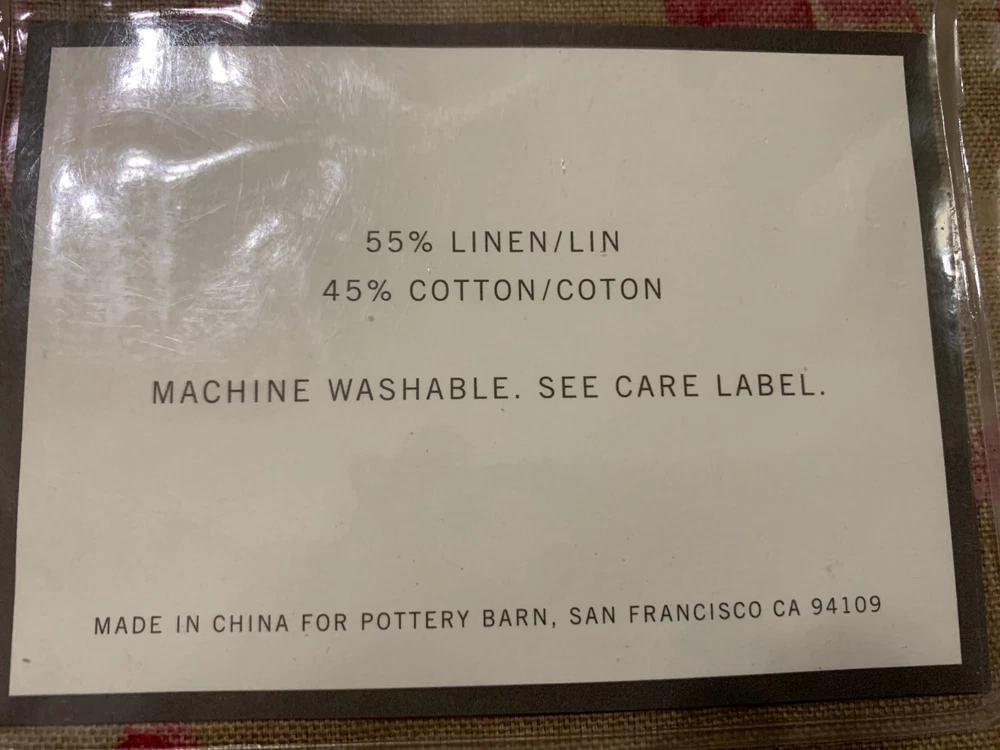 55% LINEN/LIN
45% COTTON/COTON
MACHINE WASHABLE. SEE CARE LABEL.
MADE IN CHINA FOR POTTERY BARN, SAN FRANCISCO CA 94109